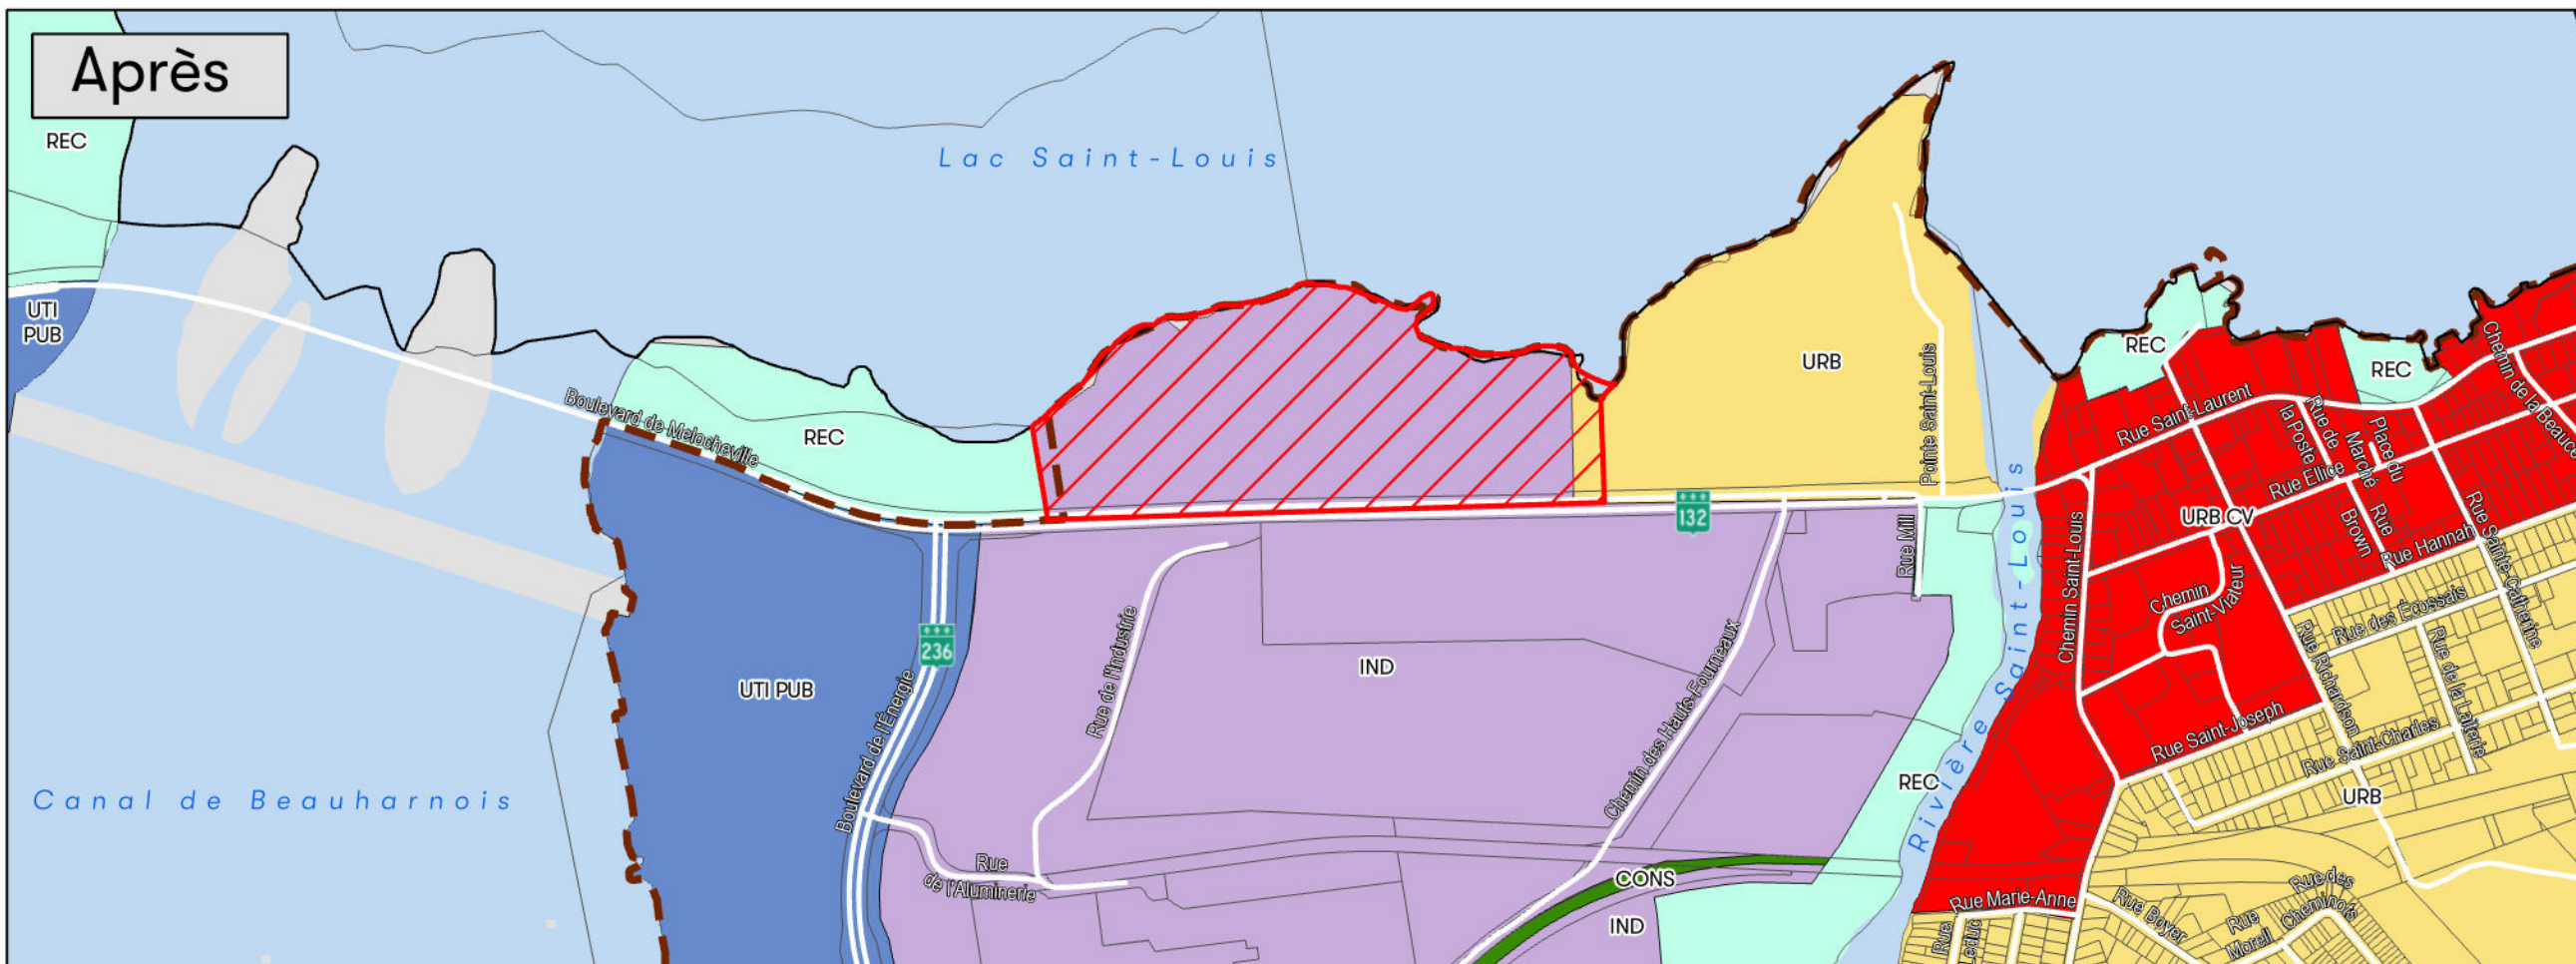 Après
REC
Lac Saint-Louis
UTI
PUB
Boulevard de Melocheville
REC
URB
Pointe Saint-Louis
REC
REC
Chemin de la Beauce
Rue Saint-Laurent
Rue de
la Poste
Place du
Marché
Rue Ellice
132
URB CV
Rue
Brown
Rue Hannah
Rue Sainte-Catherine
Rue Mill
Chemin Saint-Louis
Rivière Saint-Louis
Chemin
Saint-Viateur
Rue des Écossais
Rue Richardson
Rue de la Laiterie
236
UTI PUB
Boulevard de l'Énergie
Rue de l'Industrie
IND
Chemin des Hauts-Fourneaux
Rue Saint-Joseph
Rue Saint-Charles
REC
URB
Canal de Beauharnois
Rue
de l'Aluminerie
CONS
IND
Rue Marie-Anne
Rue
Leduc
Rue Boyer
Rue
Morell
Rue des
Cheminots